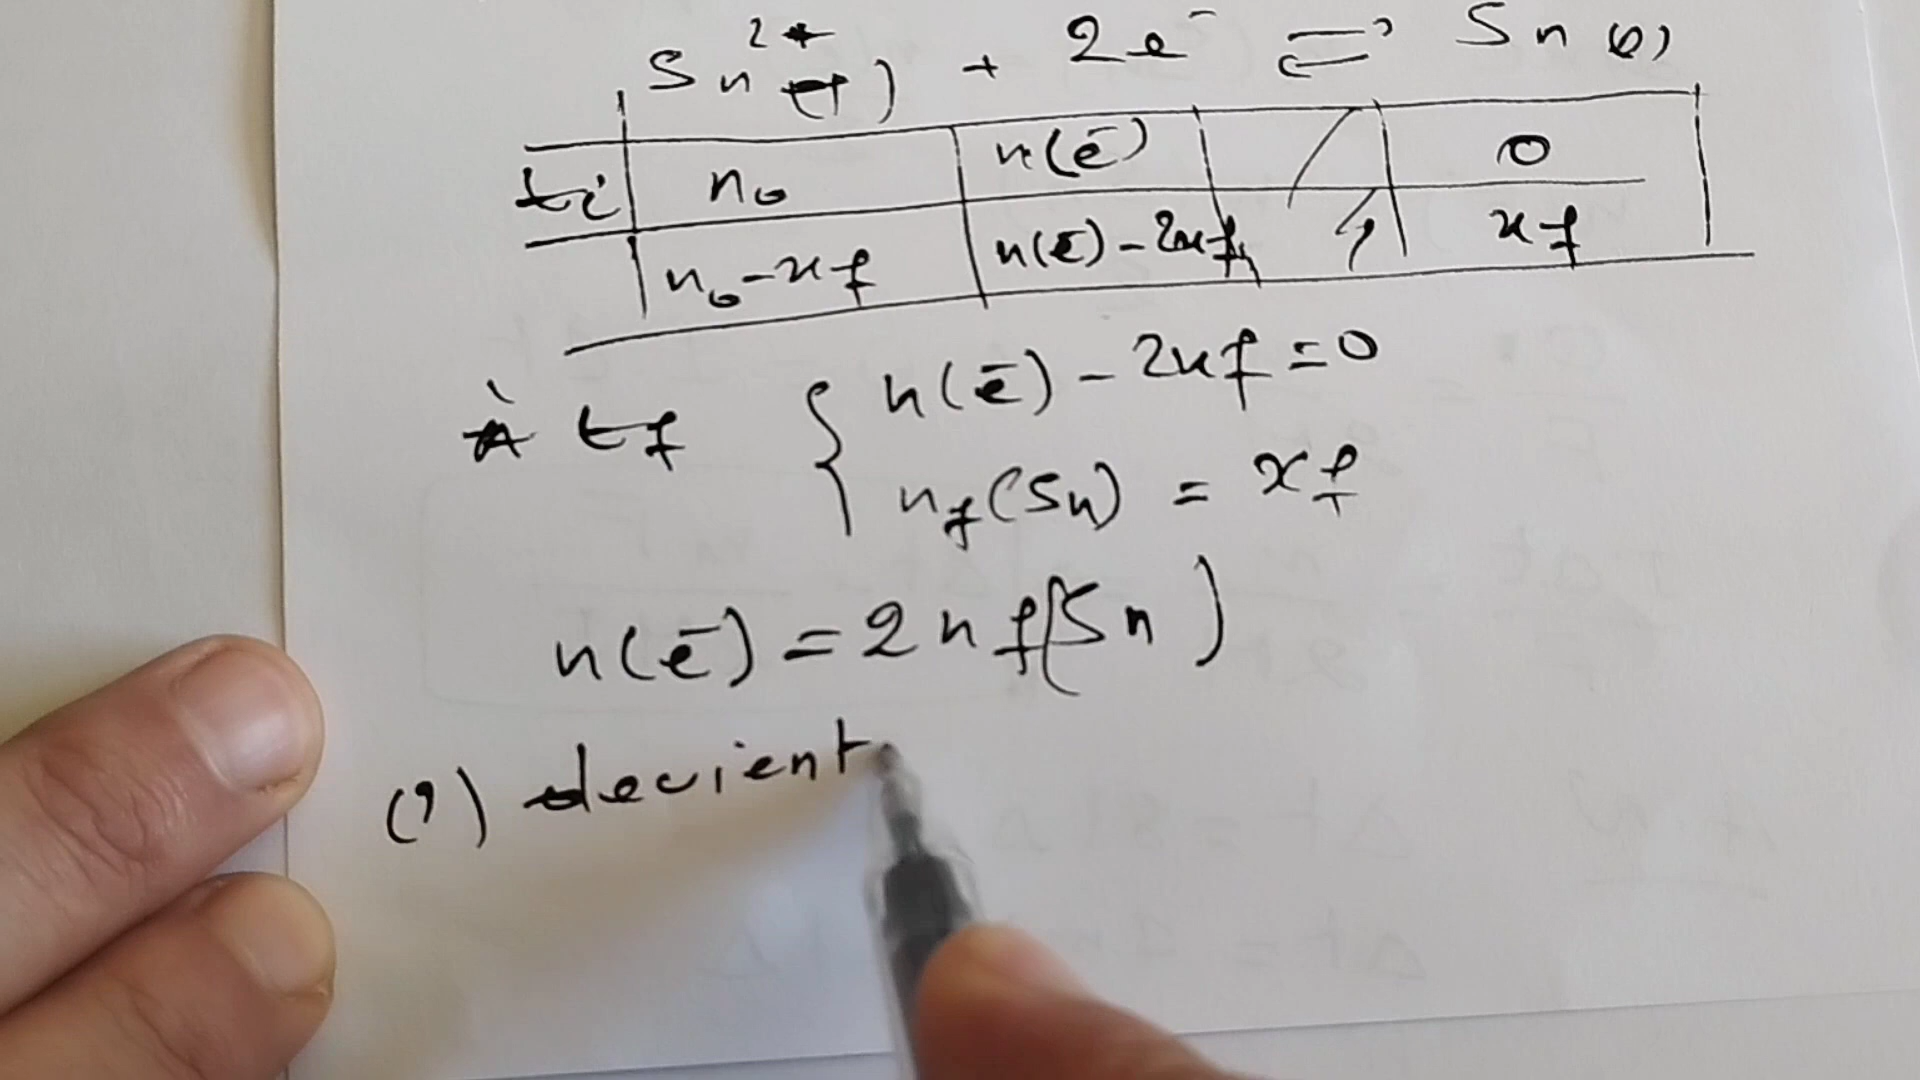 Sn²⁺(aq) + 2e⁻ ⇌ Sn(s)
ti n₀ n(e⁻) / 0
n₀-xf n(e⁻)-2xf / xf
À tf { n(e⁻) - 2xf = 0
nf(Sn) = xf
n(e⁻) = 2nf(Sn)
(1) devient